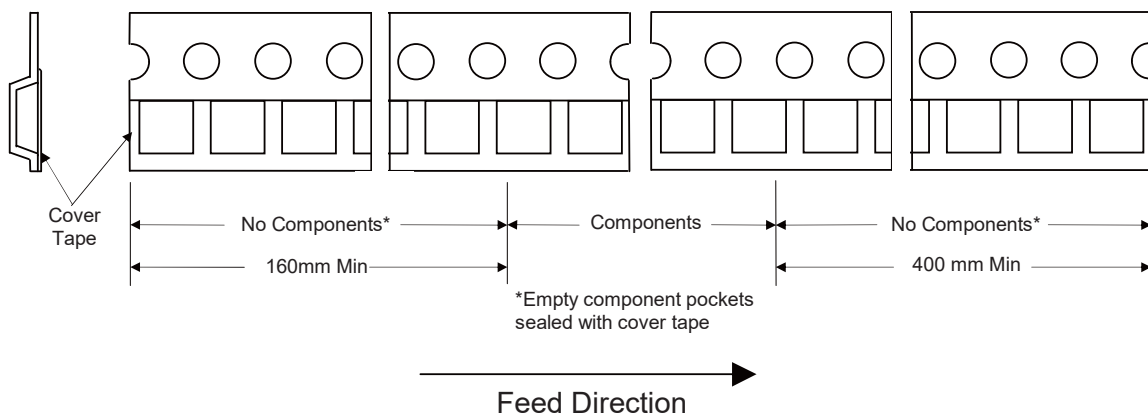 Cover
Tape
No Components*
Components
No Components*
160mm Min
400 mm Min
*Empty component pockets
sealed with cover tape
Feed Direction